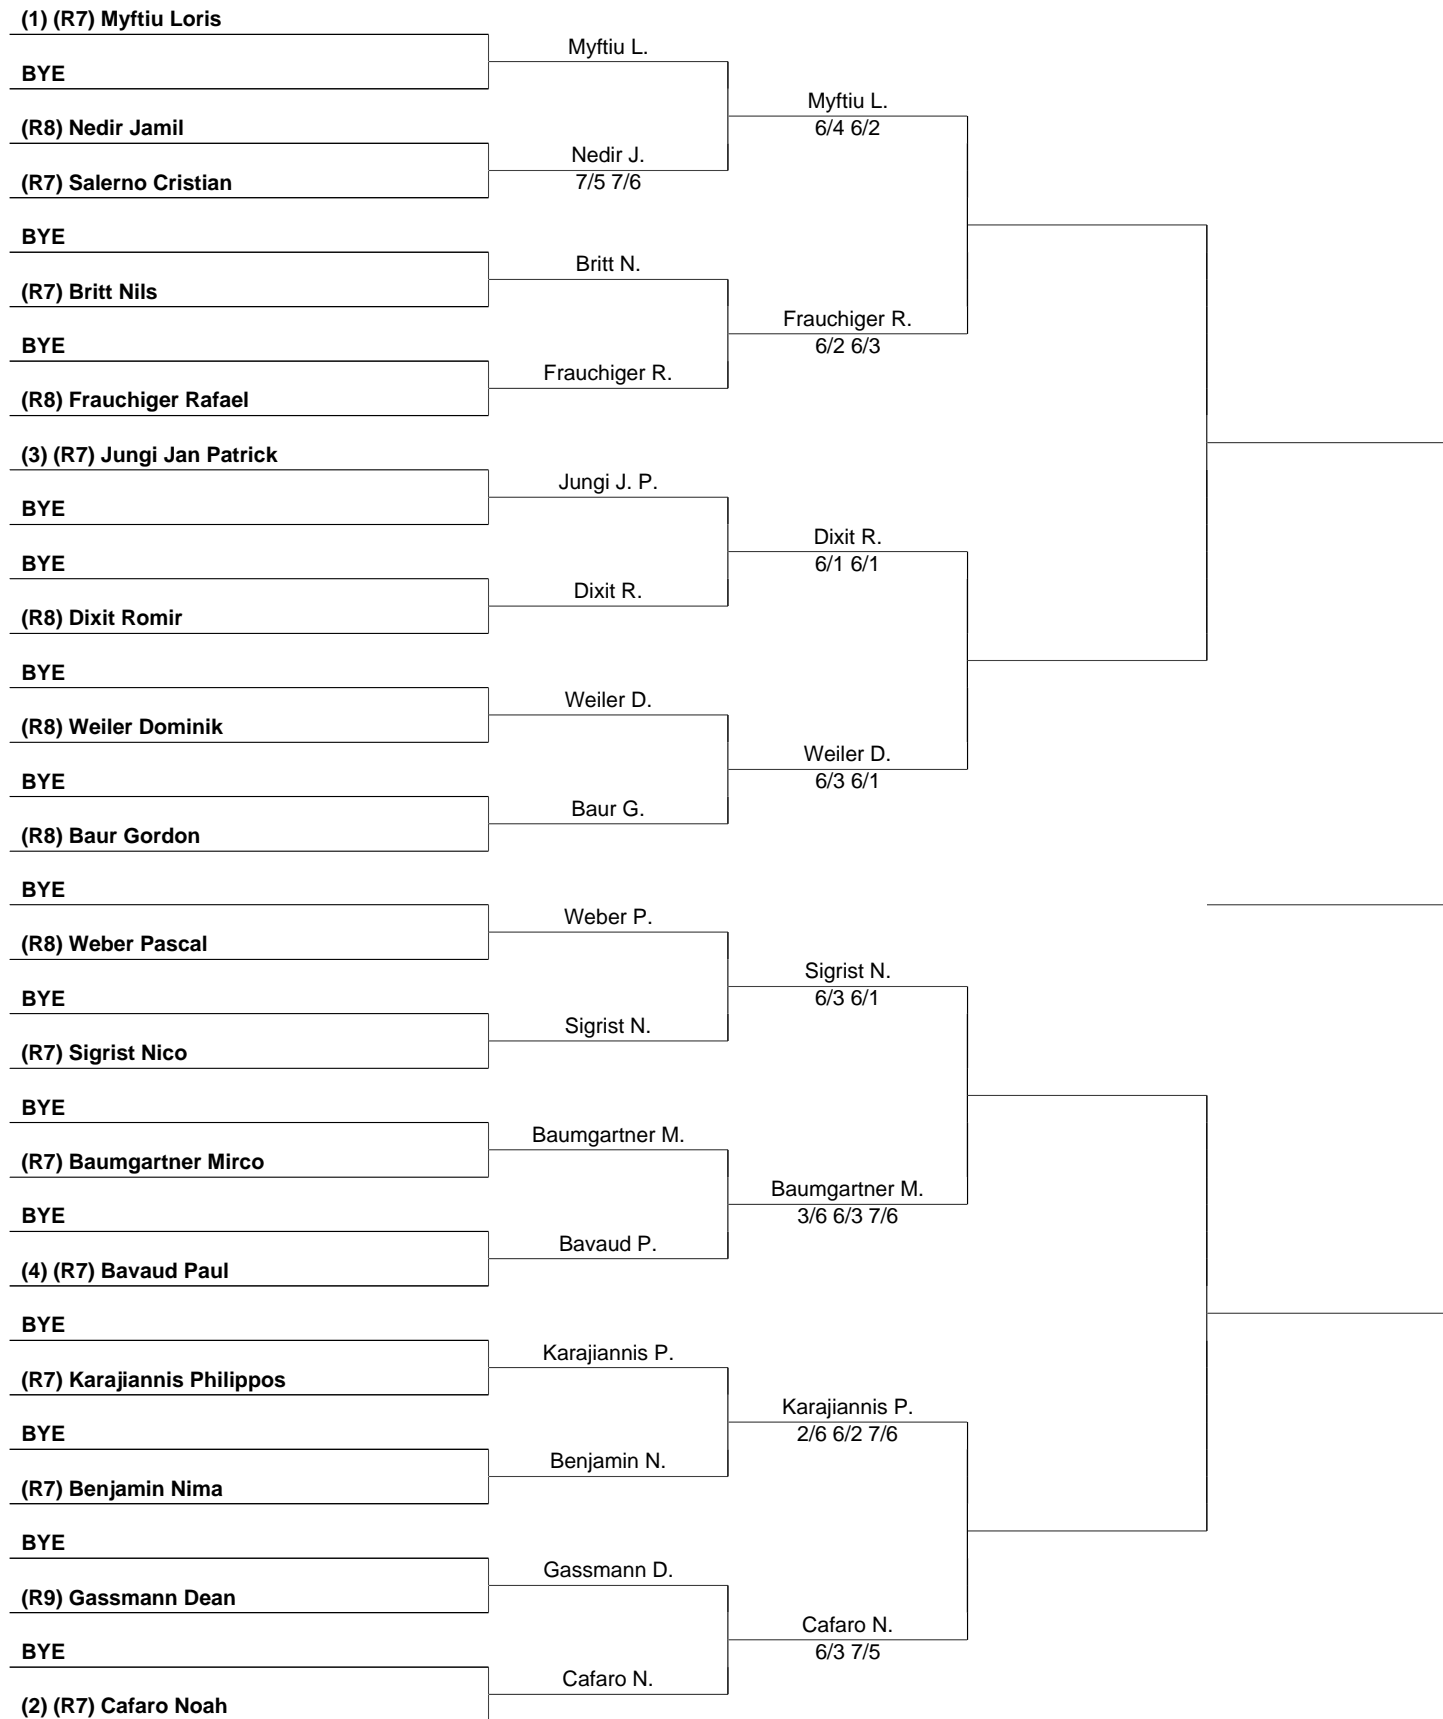 (1) (R7) Myftiu Loris
BYE
(R8) Nedir Jamil
(R7) Salerno Cristian
BYE
(R7) Britt Nils
BYE
(R8) Frauchiger Rafael
(3) (R7) Jungi Jan Patrick
BYE
BYE
(R8) Dixit Romir
BYE
(R8) Weiler Dominik
BYE
(R8) Baur Gordon
BYE
(R8) Weber Pascal
BYE
(R7) Sigrist Nico
BYE
(R7) Baumgartner Mirco
BYE
(4) (R7) Bavaud Paul
BYE
(R7) Karajiannis Philippos
BYE
(R7) Benjamin Nima
BYE
(R9) Gassmann Dean
BYE
(2) (R7) Cafaro Noah
Myftiu L.
Nedir J.
7/5 7/6
Britt N.
Frauchiger R.
Jungi J. P.
Dixit R.
Weiler D.
Baur G.
Weber P.
Sigrist N.
Baumgartner M.
Bavaud P.
Karajiannis P.
Benjamin N.
Gassmann D.
Cafaro N.
Myftiu L.
6/4 6/2
Frauchiger R.
6/2 6/3
Dixit R.
6/1 6/1
Weiler D.
6/3 6/1
Sigrist N.
6/3 6/1
Baumgartner M.
3/6 6/3 7/6
Karajiannis P.
2/6 6/2 7/6
Cafaro N.
6/3 7/5